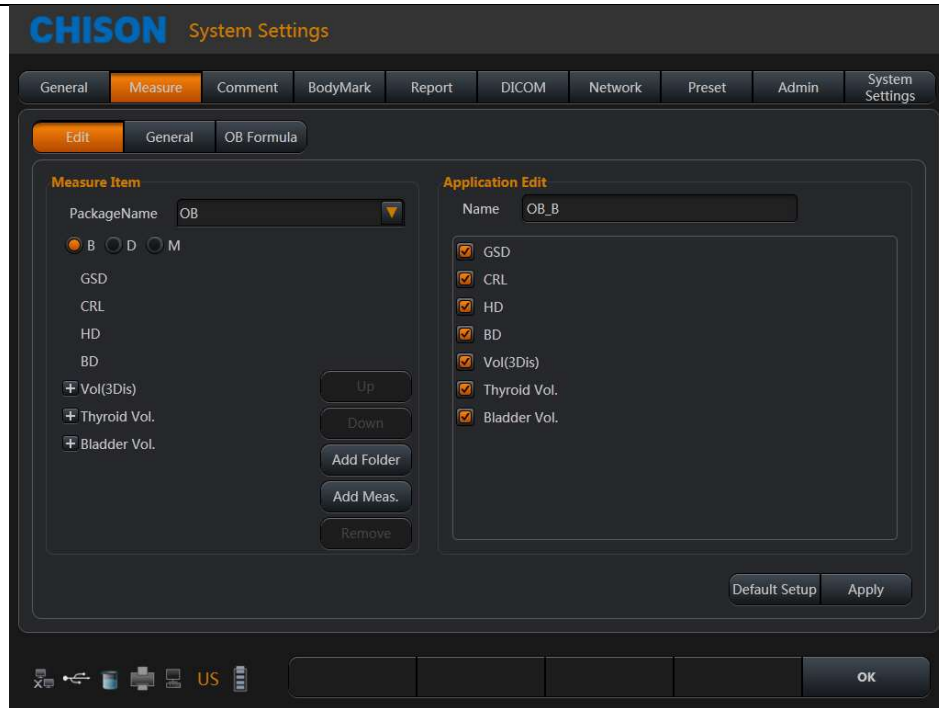 CHISON System Settings
General Measure Comment BodyMark Report DICOM Network Preset Admin System Settings
Edit General OB Formula
Measure Item
PackageName OB
B D M
GSD
CRL
HD
BD
Vol(3Dis)
Thyroid Vol.
Bladder Vol.
Up
Down
Add Folder
Add Meas.
Remove
Application Edit
Name OB_B
GSD
CRL
HD
BD
Vol(3Dis)
Thyroid Vol.
Bladder Vol.
Default Setup Apply
US
OK